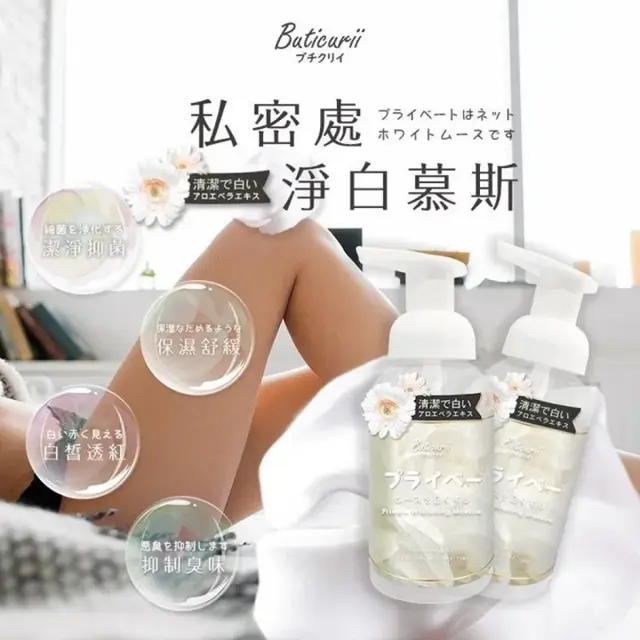 Buticurii
プチクリイ
私密處
プライベートはネット
ホワイトムースです
清潔で白い
アロエベラエキス
淨白慕斯
細菌を浄化する
潔淨抑菌
保湿なだめるような
保濕舒緩
白い赤く見える
白皙透紅
悪臭を抑制します
抑制臭味
清潔で白い
アロエベラエキス
Buticurii
プライベー
清潔で白い
アロエベラエキス
Buticurii
プライベー